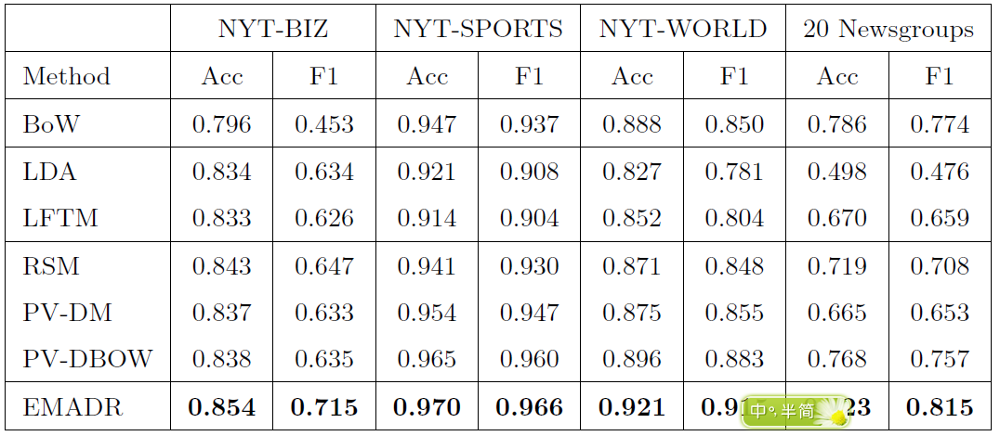 NYT-BIZ NYT-SPORTS NYT-WORLD 20 Newsgroups
Method Acc F1 Acc F1 Acc F1 Acc F1
BoW 0.796 0.453 0.947 0.937 0.888 0.850 0.786 0.774
LDA 0.834 0.634 0.921 0.908 0.827 0.781 0.498 0.476
LFTM 0.833 0.626 0.914 0.904 0.852 0.804 0.670 0.659
RSM 0.843 0.647 0.941 0.930 0.871 0.848 0.719 0.708
PV-DM 0.837 0.633 0.954 0.947 0.875 0.855 0.665 0.653
PV-DBOW 0.838 0.635 0.965 0.960 0.896 0.883 0.768 0.757
EMADR 0.854 0.715 0.970 0.966 0.921 0.815
中 半 简